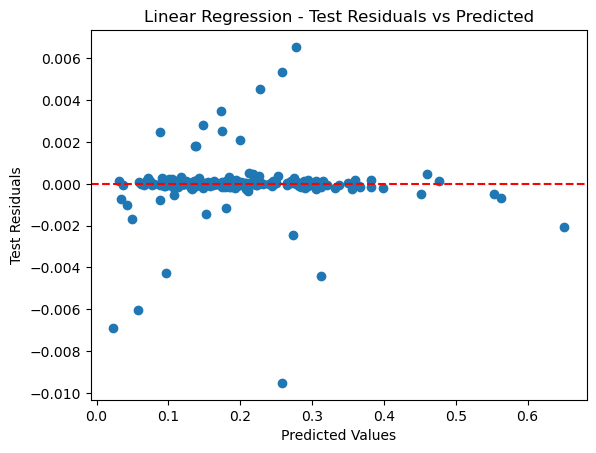 Linear Regression - Test Residuals vs Predicted
0.006
0.004
0.002
0.000
−0.002
−0.004
−0.006
−0.008
−0.010
Test Residuals
0.0 0.1 0.2 0.3 0.4 0.5 0.6
Predicted Values